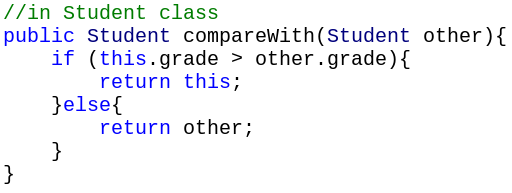 //in Student class
public Student compareWith(Student other){
    if (this.grade > other.grade){
        return this;
    }else{
        return other;
    }
}